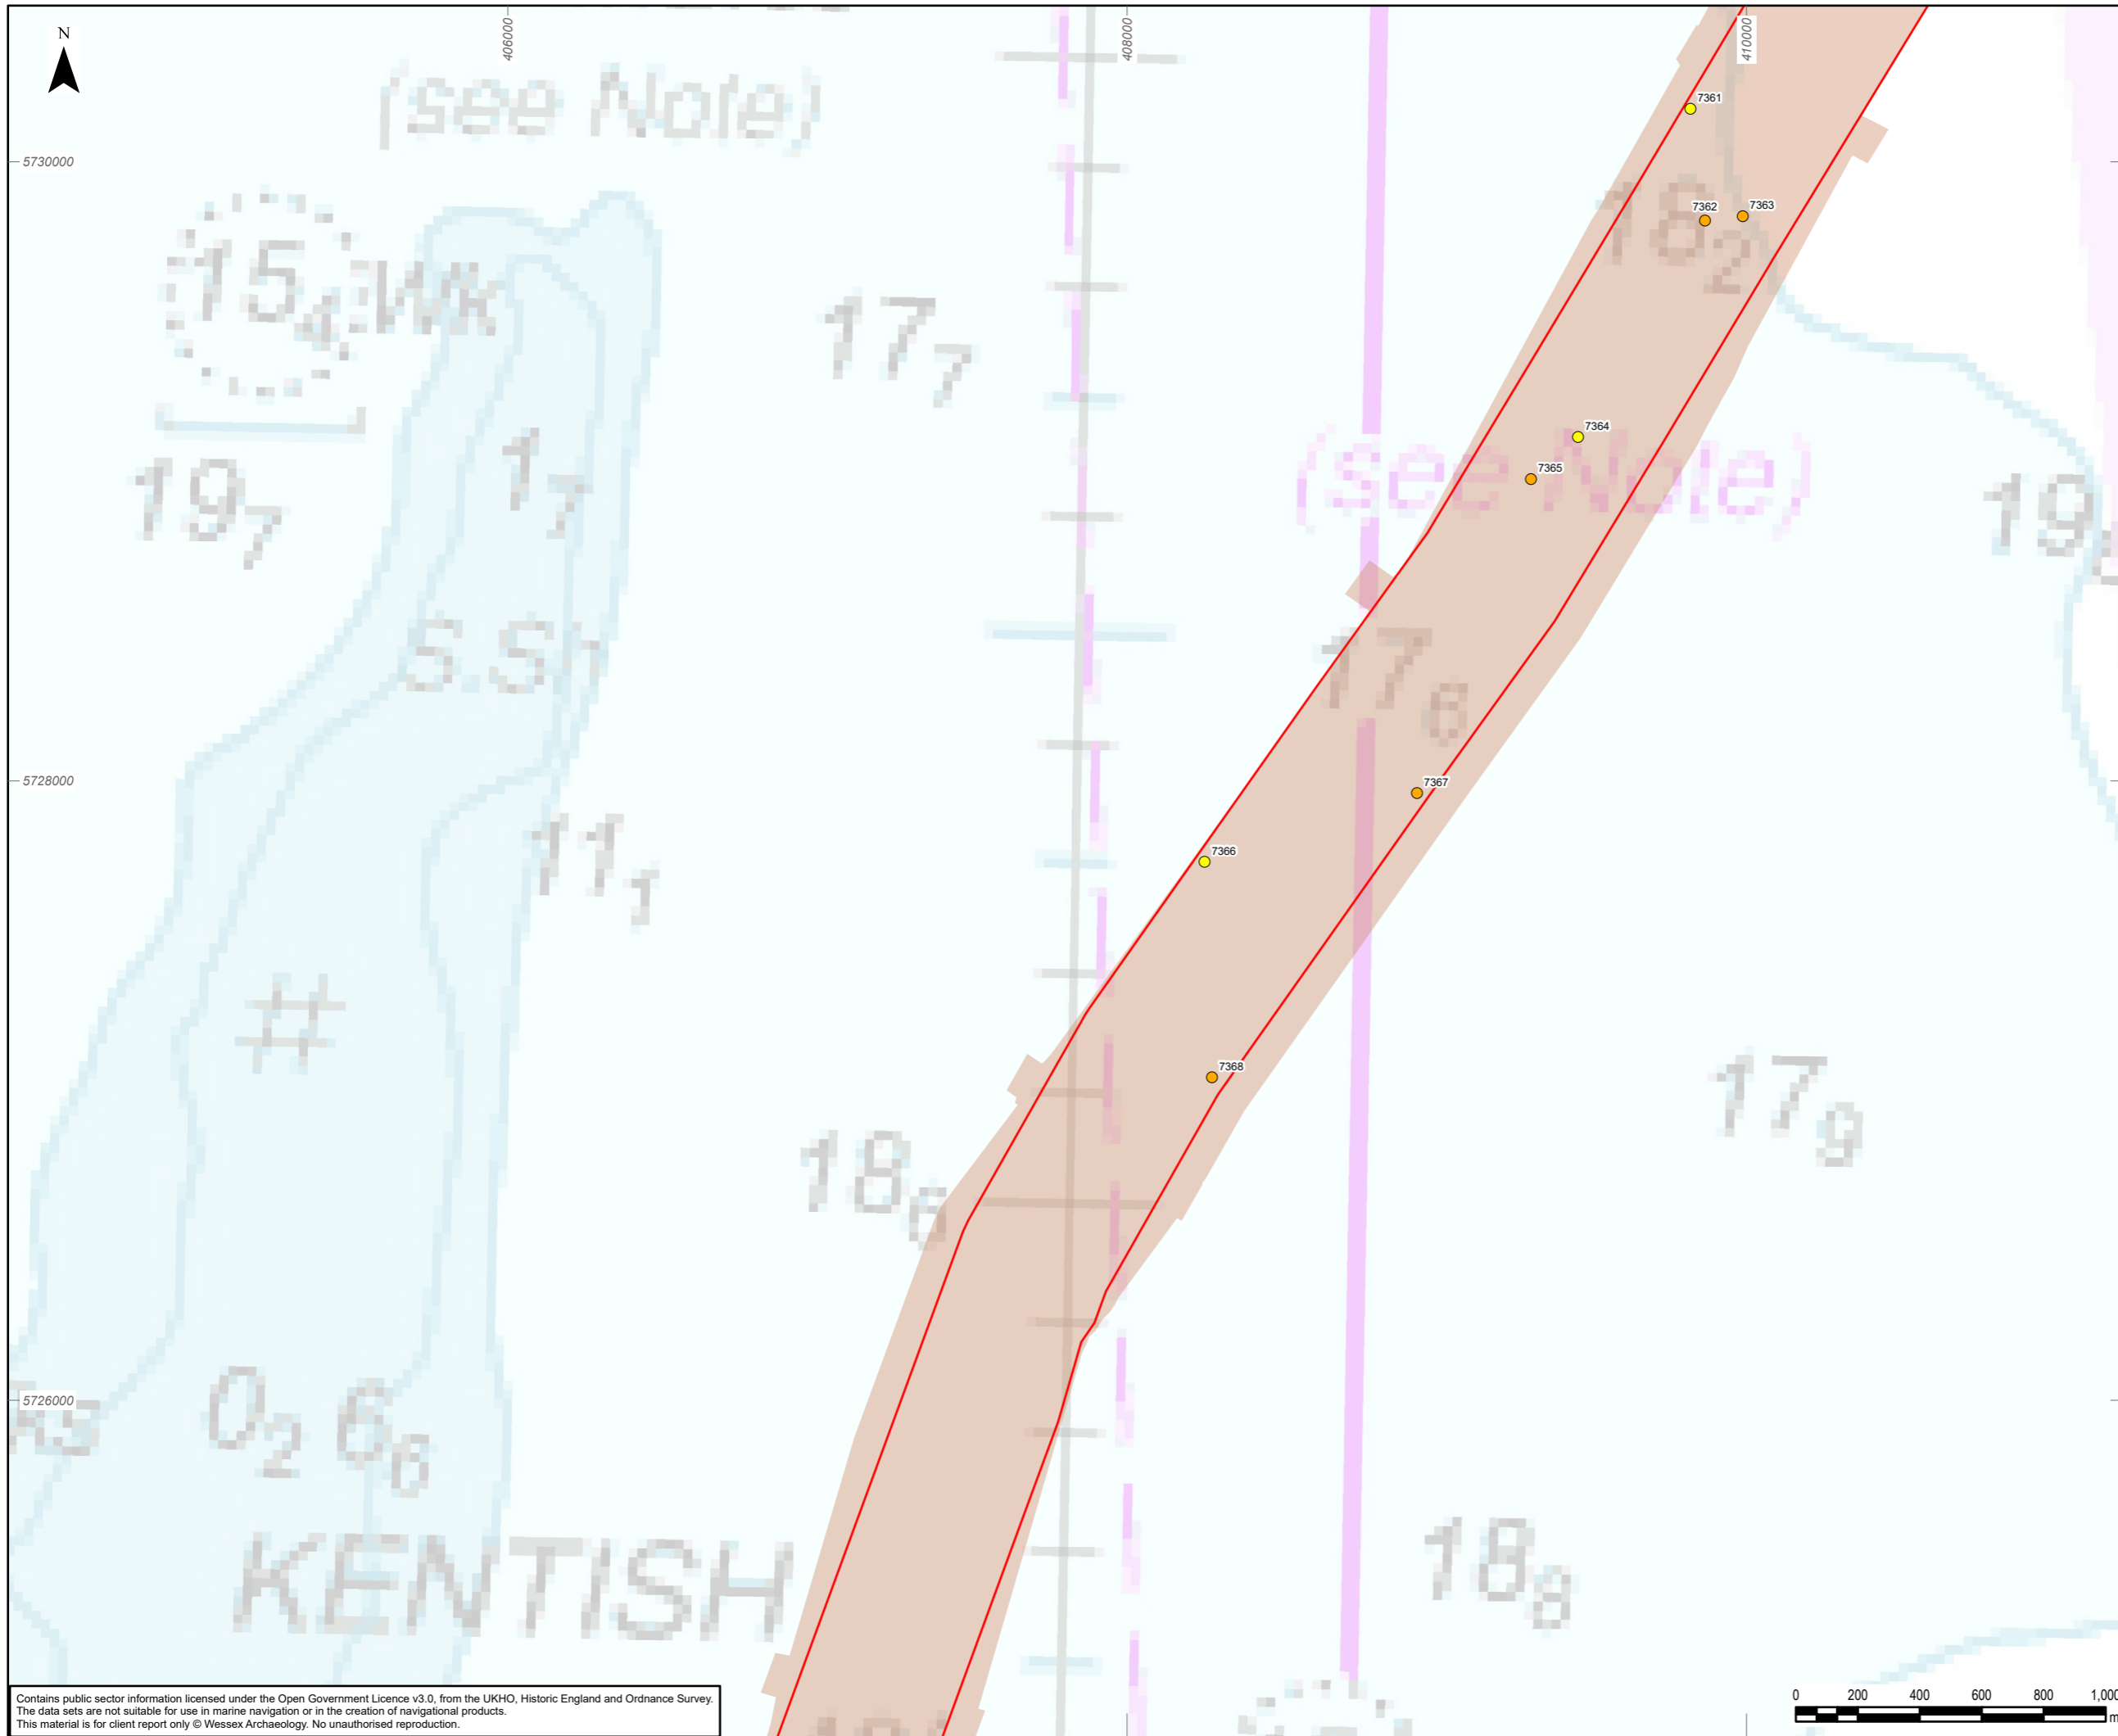 N
406000
408000
410000
(see Note)
7361
5730000
18₂
7362
7363
15₄ Wk
17₇
7364
(see Note)
7365
19₇
1₇
19
S.S
17₆
5728000
7367
7366
11₁
#
7368
17₉
18₆
5726000
0₂
6₆
18₈
KENTISH
Contains public sector information licensed under the Open Government Licence v3.0, from the UKHO, Historic England and Ordnance Survey.
The data sets are not suitable for use in marine navigation or in the creation of navigational products.
This material is for client report only © Wessex Archaeology. No unauthorised reproduction.
0 200 400 600 800 1,000
m